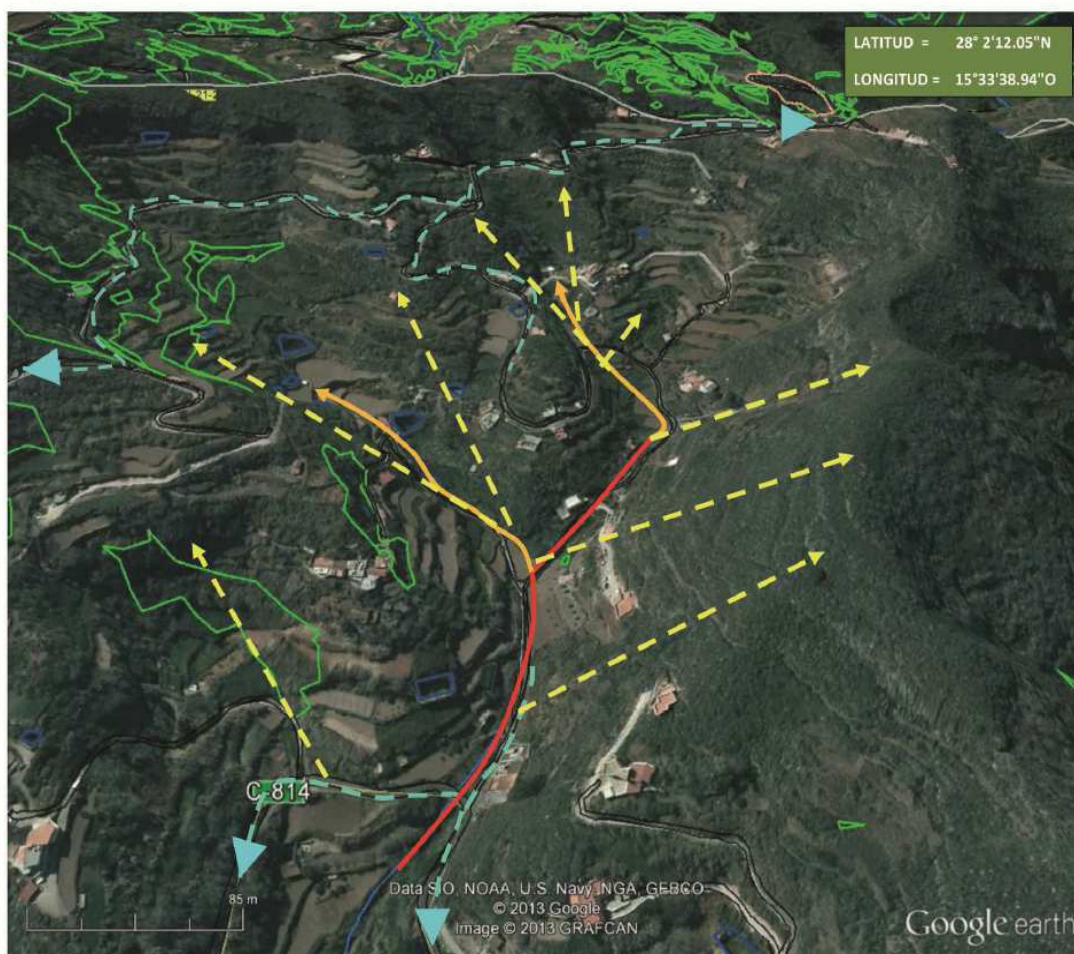 LATITUD = 28° 2'12.05"N
LONGITUD = 15°33'38.94"O
C-814
85 m
Data SIO, NOAA, U.S. Navy, NGA, GEBCO
© 2013 Google
Image © 2013 GRAFCAN
Google earth